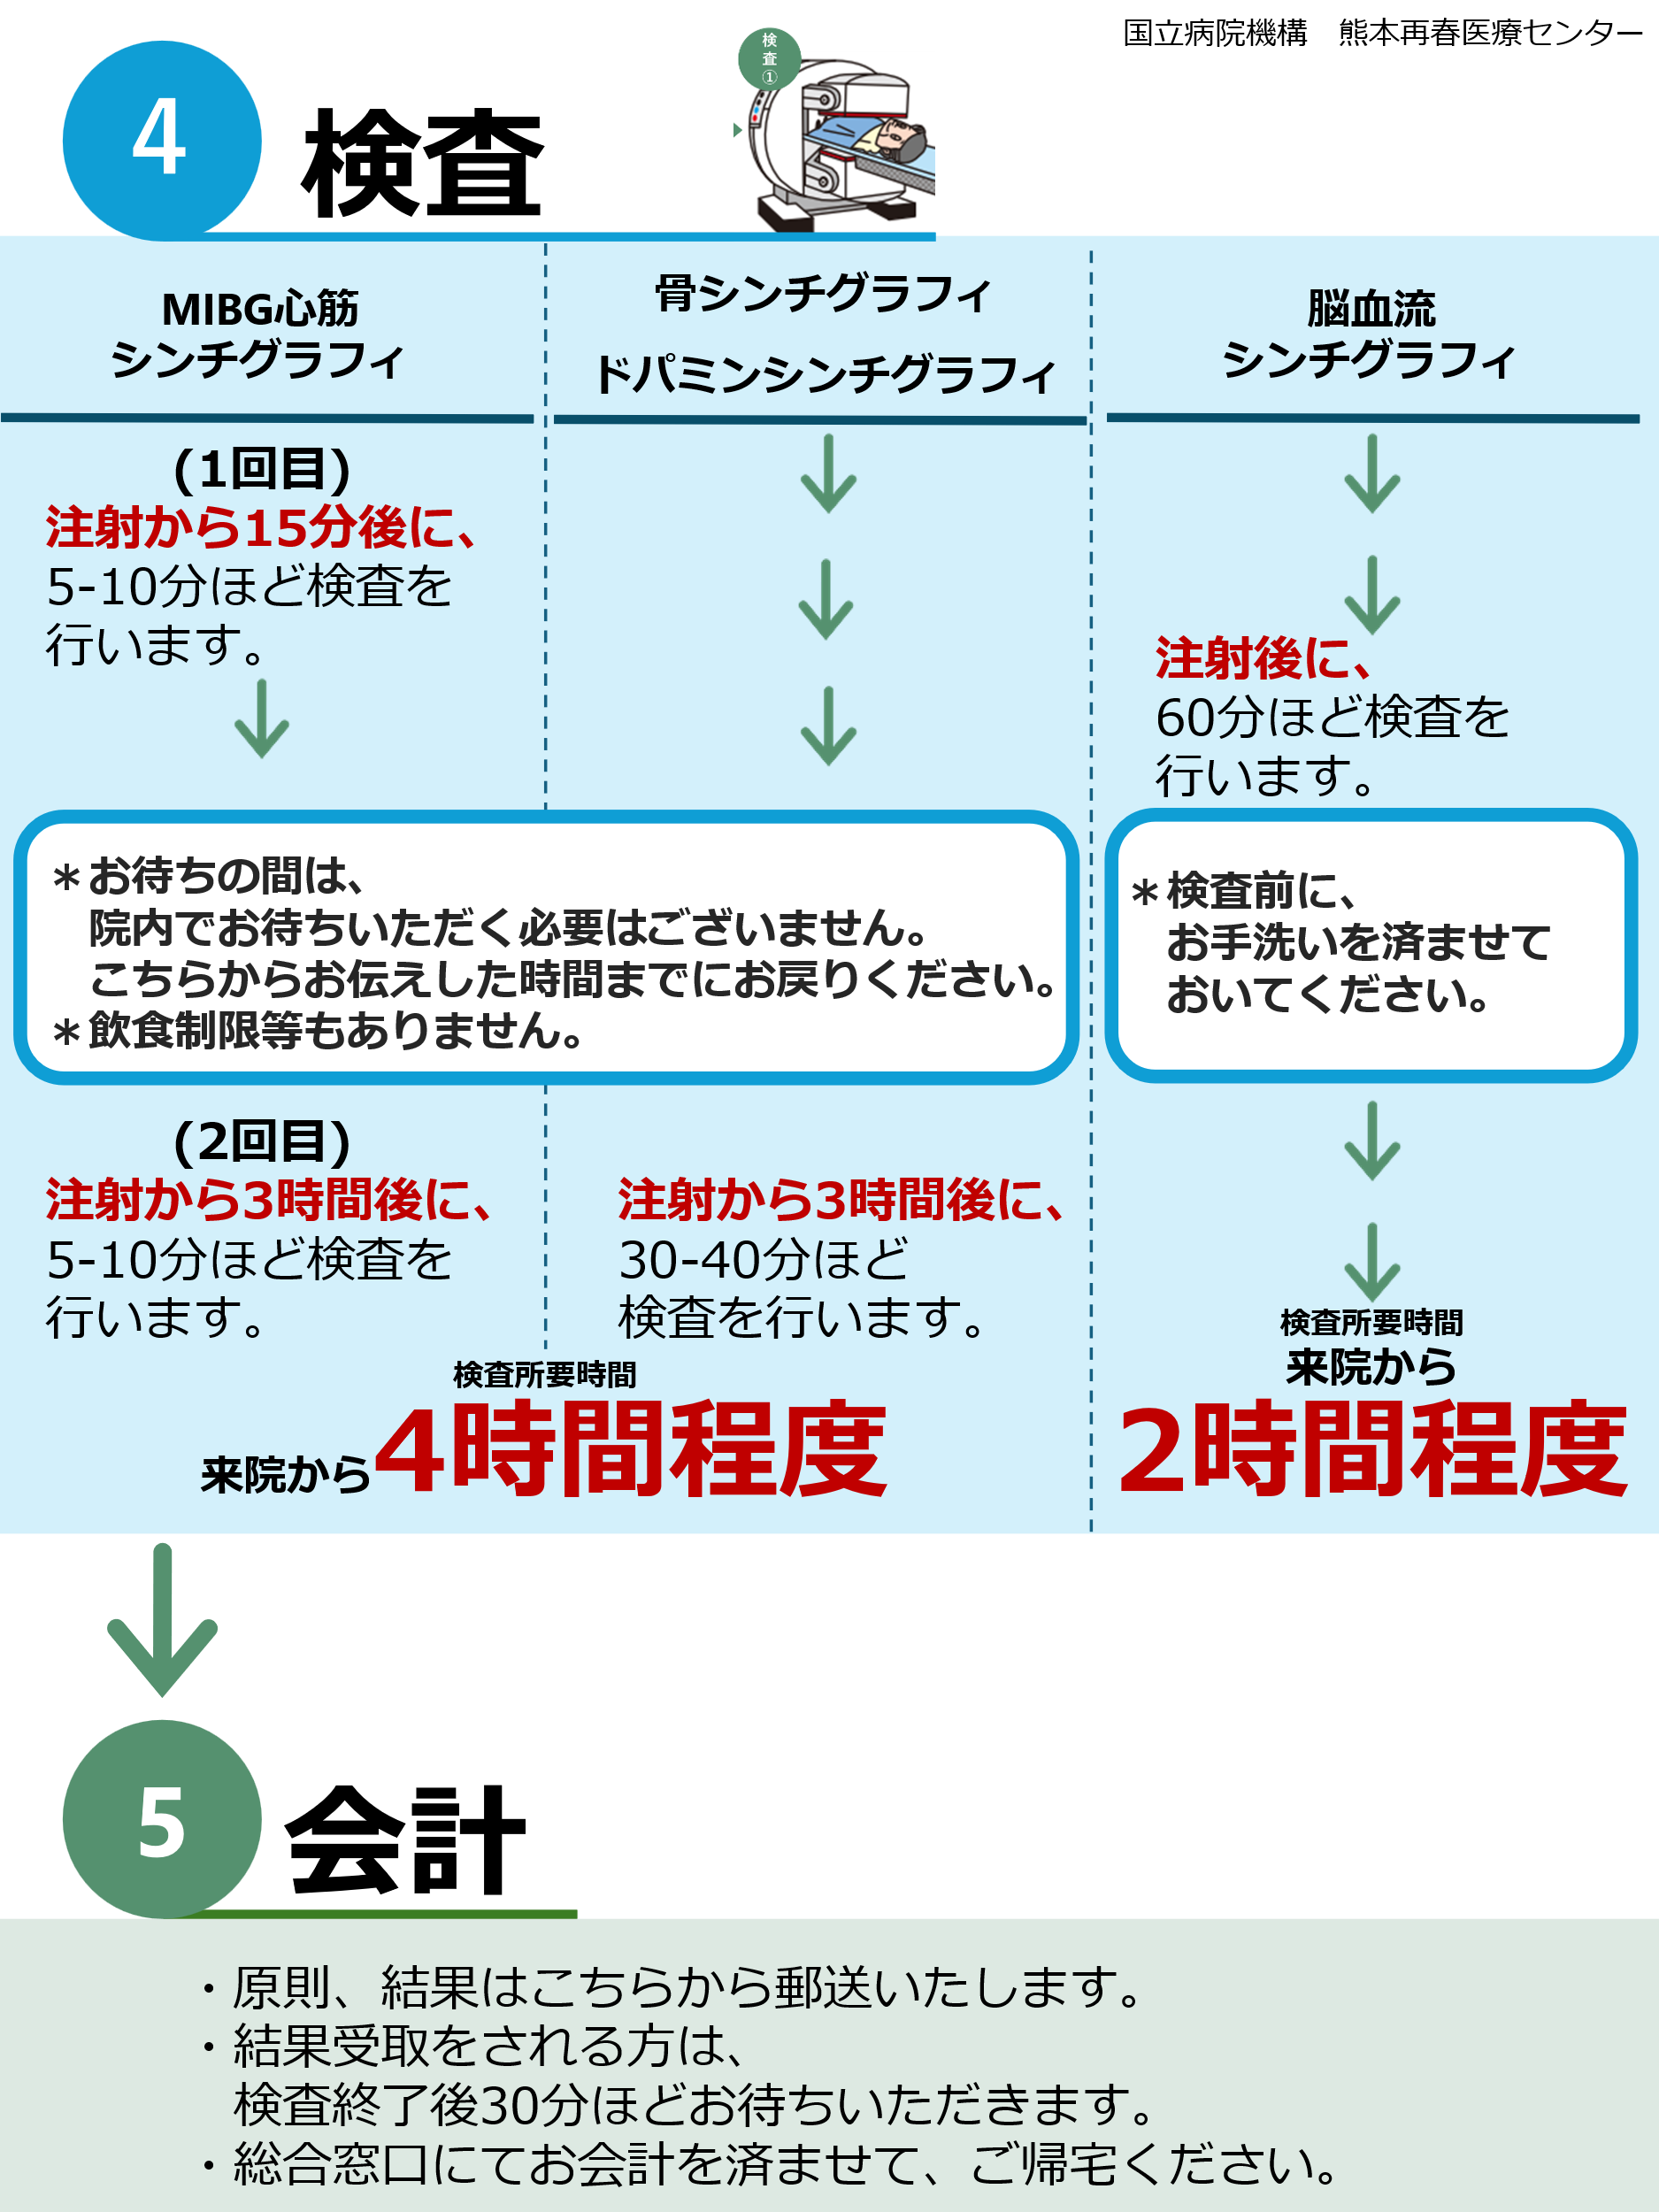 国立病院機構　熊本再春医療センター
4
検査
検
査
①
MIBG心筋
シンチグラフィ
(1回目)
注射から15分後に、
5-10分ほど検査を
行います。
骨シンチグラフィ
ドパミンシンチグラフィ
脳血流
シンチグラフィ
注射後に、
60分ほど検査を
行います。
＊お待ちの間は、
院内でお待ちいただく必要はございません。
こちらからお伝えした時間までにお戻りください。
＊飲食制限等もありません。
＊検査前に、
お手洗いを済ませて
おいてください。
(2回目)
注射から3時間後に、
5-10分ほど検査を
行います。
注射から3時間後に、
30-40分ほど
検査を行います。
検査所要時間
来院から4時間程度
検査所要時間
来院から
2時間程度
5
会計
・原則、結果はこちらから郵送いたします。
・結果受取をされる方は、
検査終了後30分ほどお待ちいただきます。
・総合窓口にてお会計を済ませて、ご帰宅ください。